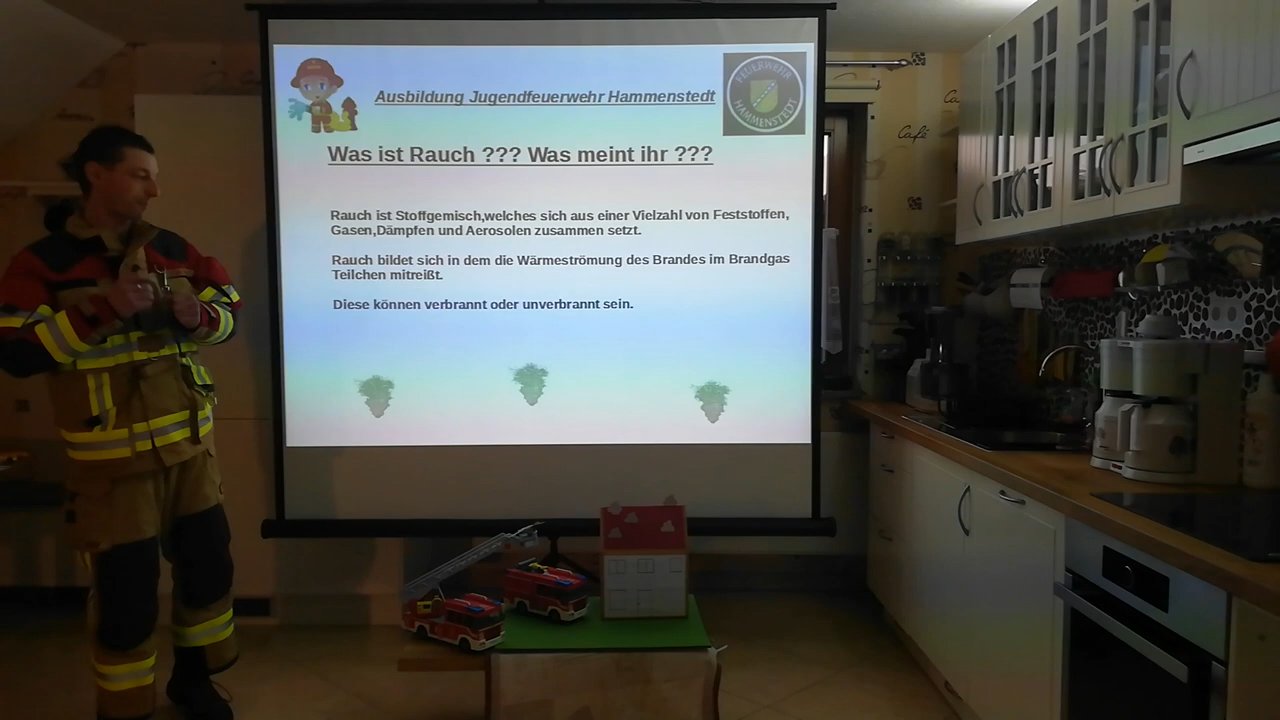 Ausbildung Jugendfeuerwehr Hammenstedt
FEUERWEHR
HAMMENSTEDT
Was ist Rauch ??? Was meint ihr ???
Rauch ist Stoffgemisch,welches sich aus einer Vielzahl von Feststoffen,
Gasen,Dämpfen und Aerosolen zusammen setzt.
Rauch bildet sich in dem die Wärmeströmung des Brandes im Brandgas
Teilchen mitreißt.
Diese können verbrannt oder unverbrannt sein.
Café